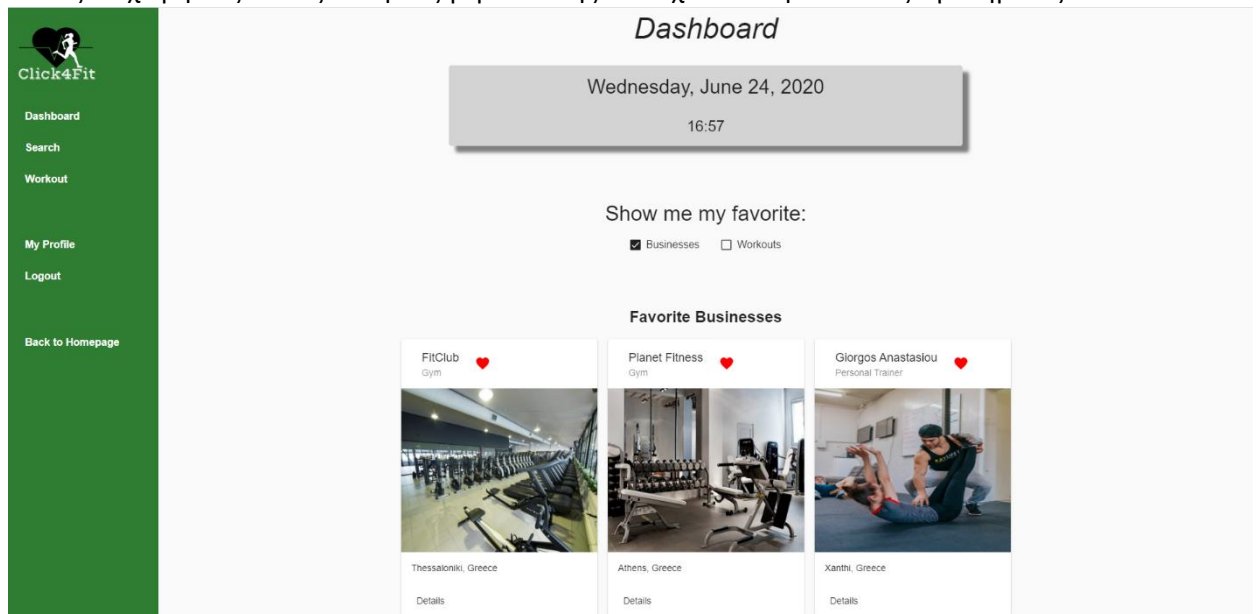 Click4Fit
Dashboard
Search
Workout
My Profile
Logout
Back to Homepage
Dashboard
Wednesday, June 24, 2020
16:57
Show me my favorite:
Businesses
Workouts
Favorite Businesses
FitClub
Gym
Thessaloniki, Greece
Details
Planet Fitness
Gym
Athens, Greece
Details
Giorgos Anastasiou
Personal Trainer
Xanthi, Greece
Details